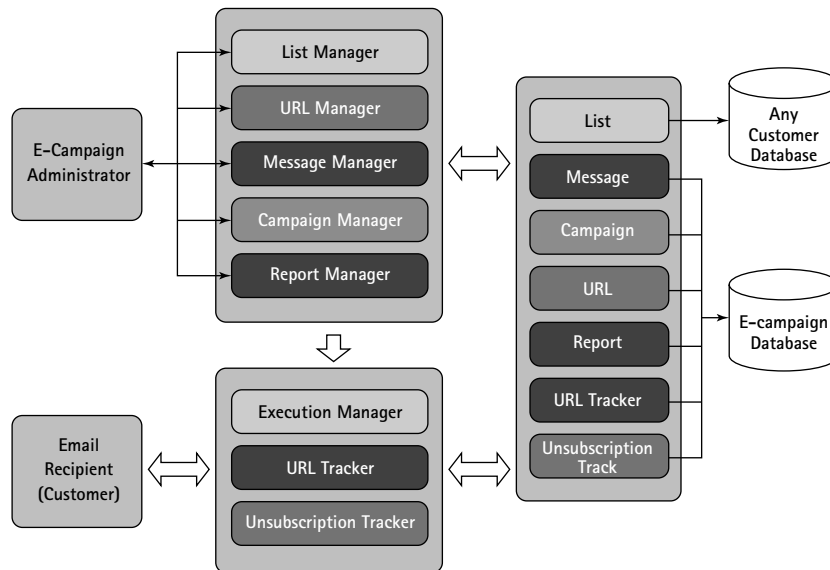 E-Campaign
Administrator
List Manager
URL Manager
Message Manager
Campaign Manager
Report Manager
List
Message
Campaign
URL
Report
URL Tracker
Unsubscription
Track
Any
Customer
Database
E-campaign
Database
Email
Recipient
(Customer)
Execution Manager
URL Tracker
Unsubscription Tracker